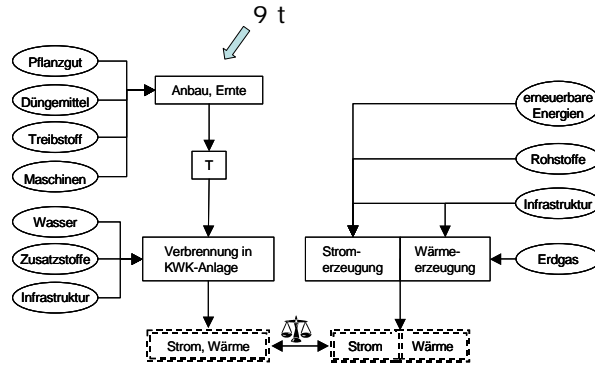 9 t
Pflanzgut
Düngemittel
Treibstoff
Maschinen
Anbau, Ernte
T
Wasser
Zusatzstoffe
Infrastruktur
Verbrennung in
KWK-Anlage
Strom, Wärme
erneuerbare
Energien
Rohstoffe
Infrastruktur
Erdgas
Strom-
erzeugung
Wärme-
erzeugung
Strom
Wärme